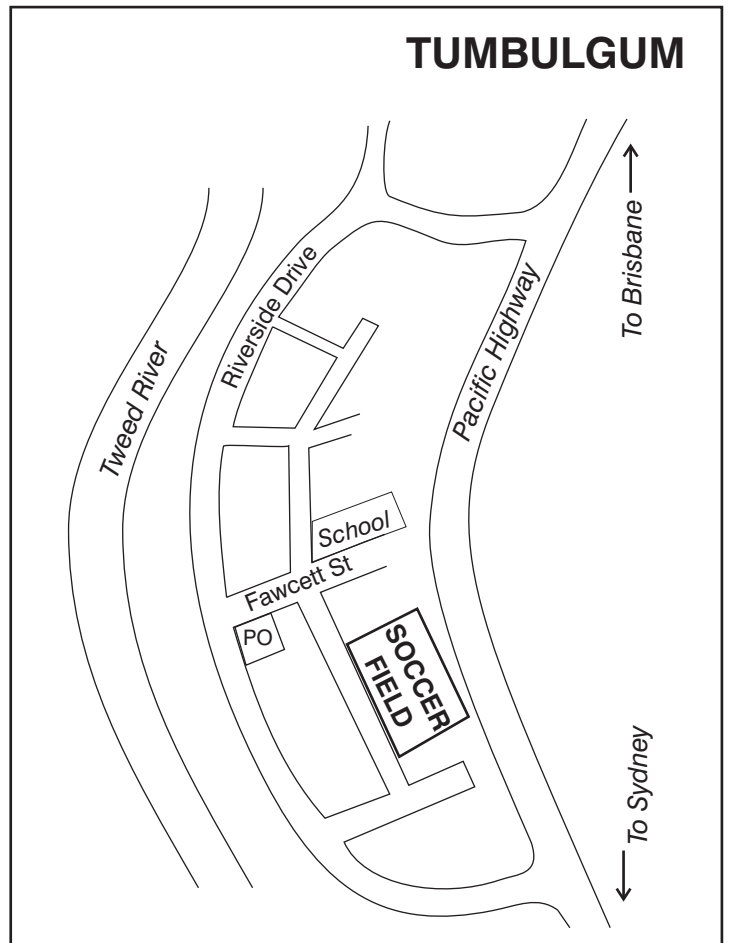 TUMBULGUM
To Brisbane
Riverside Drive
Pacific Highway
Tweed River
School
Fawcett St
PO
SOCCER
FIELD
To Sydney